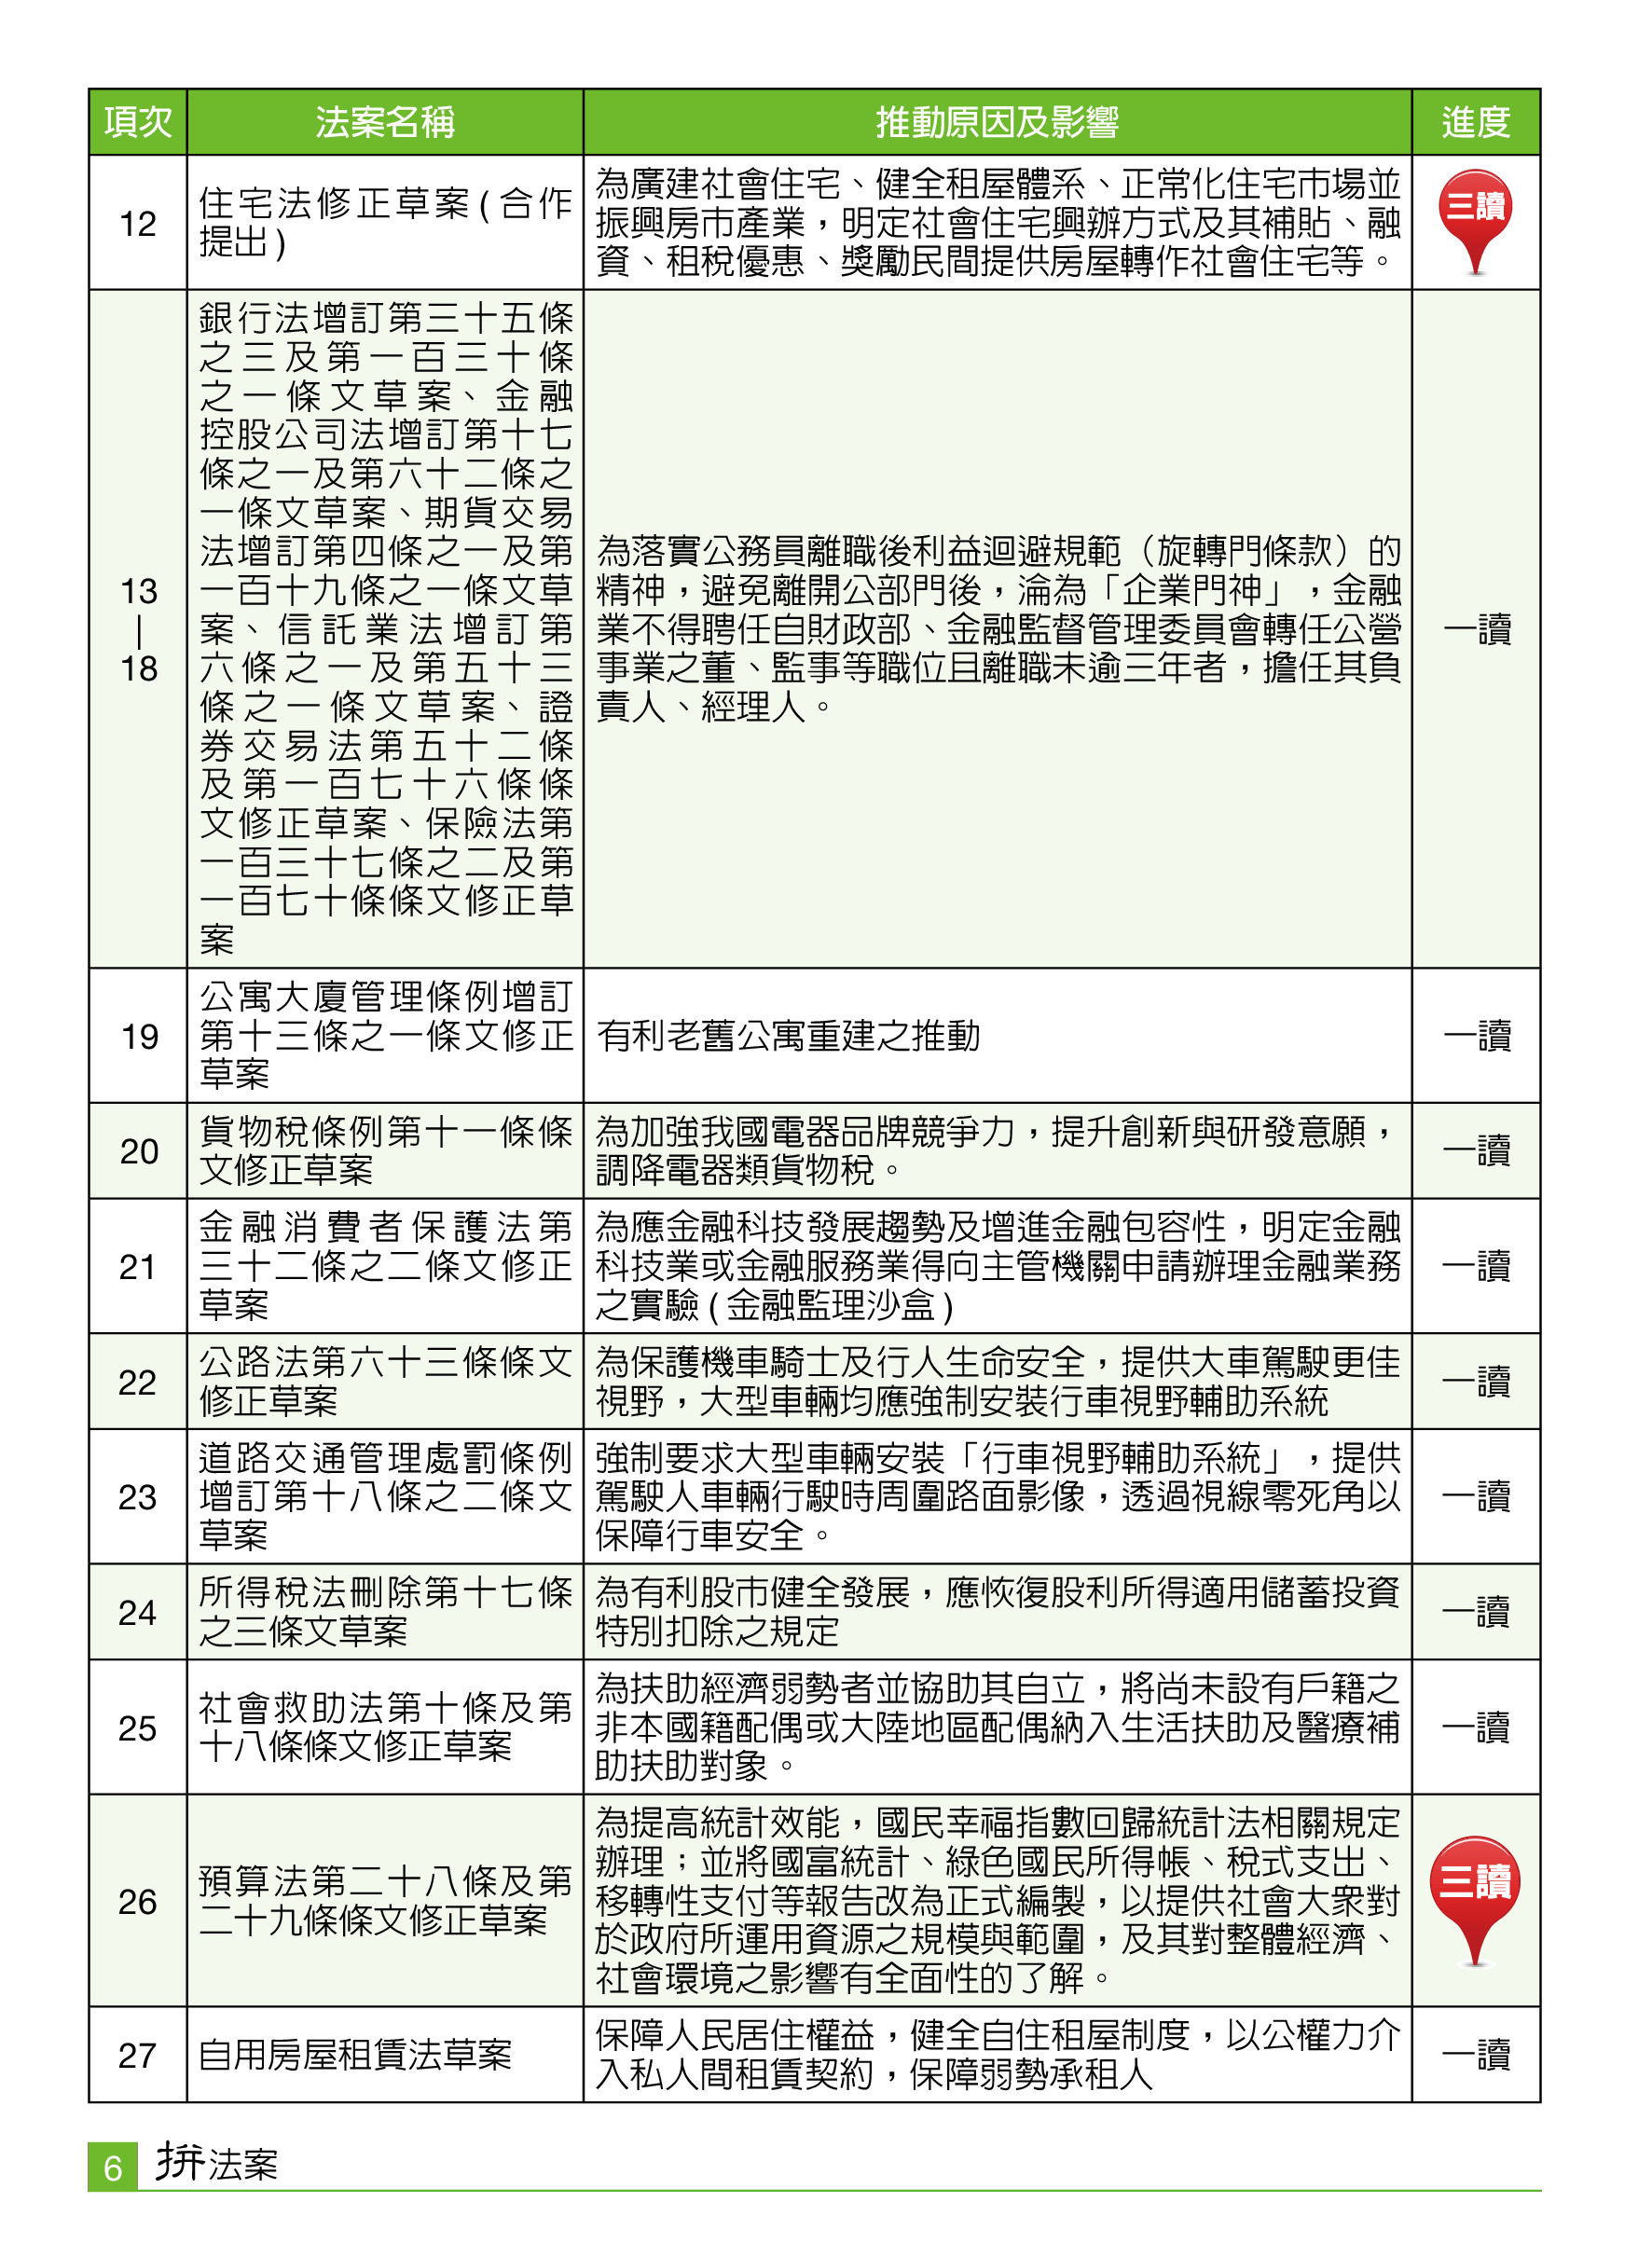 項次 法案名稱 推動原因及影響 進度
12
住宅法修正草案(合作
提出)
為廣建社會住宅、健全租屋體系、正常化住宅市場並
振興房市產業，明定社會住宅興辦方式及其補貼、融
資、租稅優惠、獎勵民間提供房屋轉作社會住宅等。
三讀
13
|
18
銀行法增訂第三十五條
之三及第一百三十條
之一條文草案、金融
控股公司法增訂第十七
條之一及第六十二條之
一條文草案、期貨交易
法增訂第四條之一及第
一百十九條之一條文草
案、信託業法增訂第
六條之一及第五十三
條之一條文草案、證
券交易法第五十二條
及第一百七十六條條
文修正草案、保險法第
一百三十七條之二及第
一百七十條條文修正草
案
為落實公務員離職後利益迴避規範（旋轉門條款）的
精神，避免離開公部門後，淪為「企業門神」，金融
業不得聘任自財政部、金融監督管理委員會轉任公營
事業之董、監事等職位且離職未逾三年者，擔任其負
責人、經理人。
一讀
19
公寓大廈管理條例增訂
第十三條之一條文修正
草案
有利老舊公寓重建之推動
一讀
20
貨物稅條例第十一條條
文修正草案
為加強我國電器品牌競爭力，提升創新與研發意願，
調降電器類貨物稅。
一讀
21
金融消費者保護法第
三十二條之二條文修正
草案
為應金融科技發展趨勢及增進金融包容性，明定金融
科技業或金融服務業得向主管機關申請辦理金融業務
之實驗(金融監理沙盒)
一讀
22
公路法第六十三條條文
修正草案
為保護機車騎士及行人生命安全，提供大車駕駛更佳
視野，大型車輛均應強制安裝行車視野輔助系統
一讀
23
道路交通管理處罰條例
增訂第十八條之二條文
草案
強制要求大型車輛安裝「行車視野輔助系統」，提供
駕駛人車輛行駛時周圍路面影像，透過視線零死角以
保障行車安全。
一讀
24
所得稅法刪除第十七條
之三條文草案
為有利股市健全發展，應恢復股利所得適用儲蓄投資
特別扣除之規定
一讀
25
社會救助法第十條及第
十八條條文修正草案
為扶助經濟弱勢者並協助其自立，將尚未設有戶籍之
非本國籍配偶或大陸地區配偶納入生活扶助及醫療補
助扶助對象。
一讀
26
預算法第二十八條及第
二十九條條文修正草案
為提高統計效能，國民幸福指數回歸統計法相關規定
辦理；並將國富統計、綠色國民所得帳、稅式支出、
移轉性支付等報告改為正式編製，以提供社會大眾對
於政府所運用資源之規模與範圍，及其對整體經濟、
社會環境之影響有全面性的了解。
三讀
27
自用房屋租賃法草案
保障人民居住權益，健全自住租屋制度，以公權力介
入私人間租賃契約，保障弱勢承租人
一讀
6 拚法案